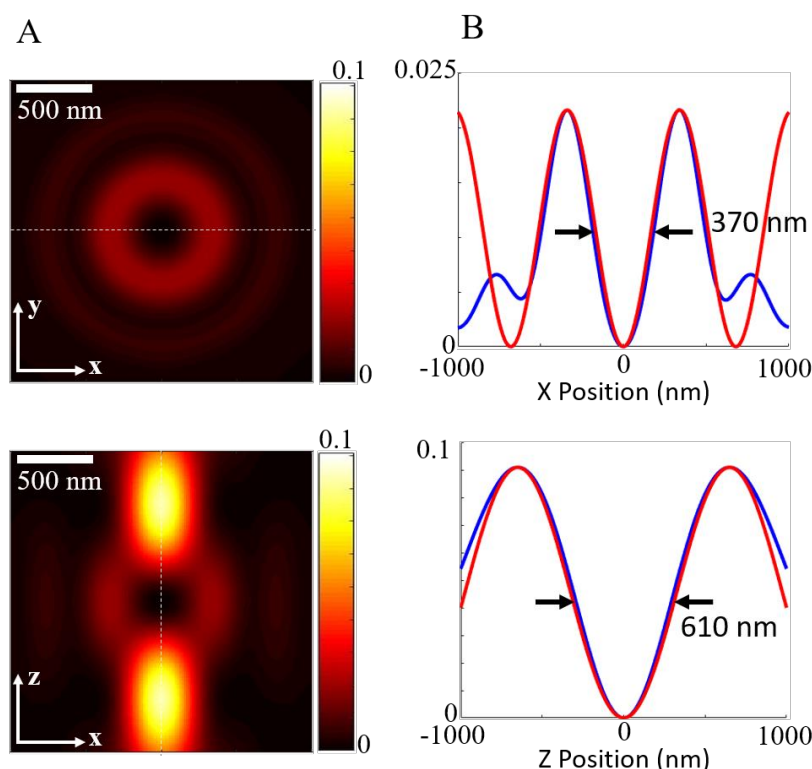 A
0.1
500 nm
y
x
0
B
0.025
370 nm
0
-1000
0
1000
X Position (nm)
0.1
500 nm
z
x
0
0.1
610 nm
0
-1000
0
1000
Z Position (nm)